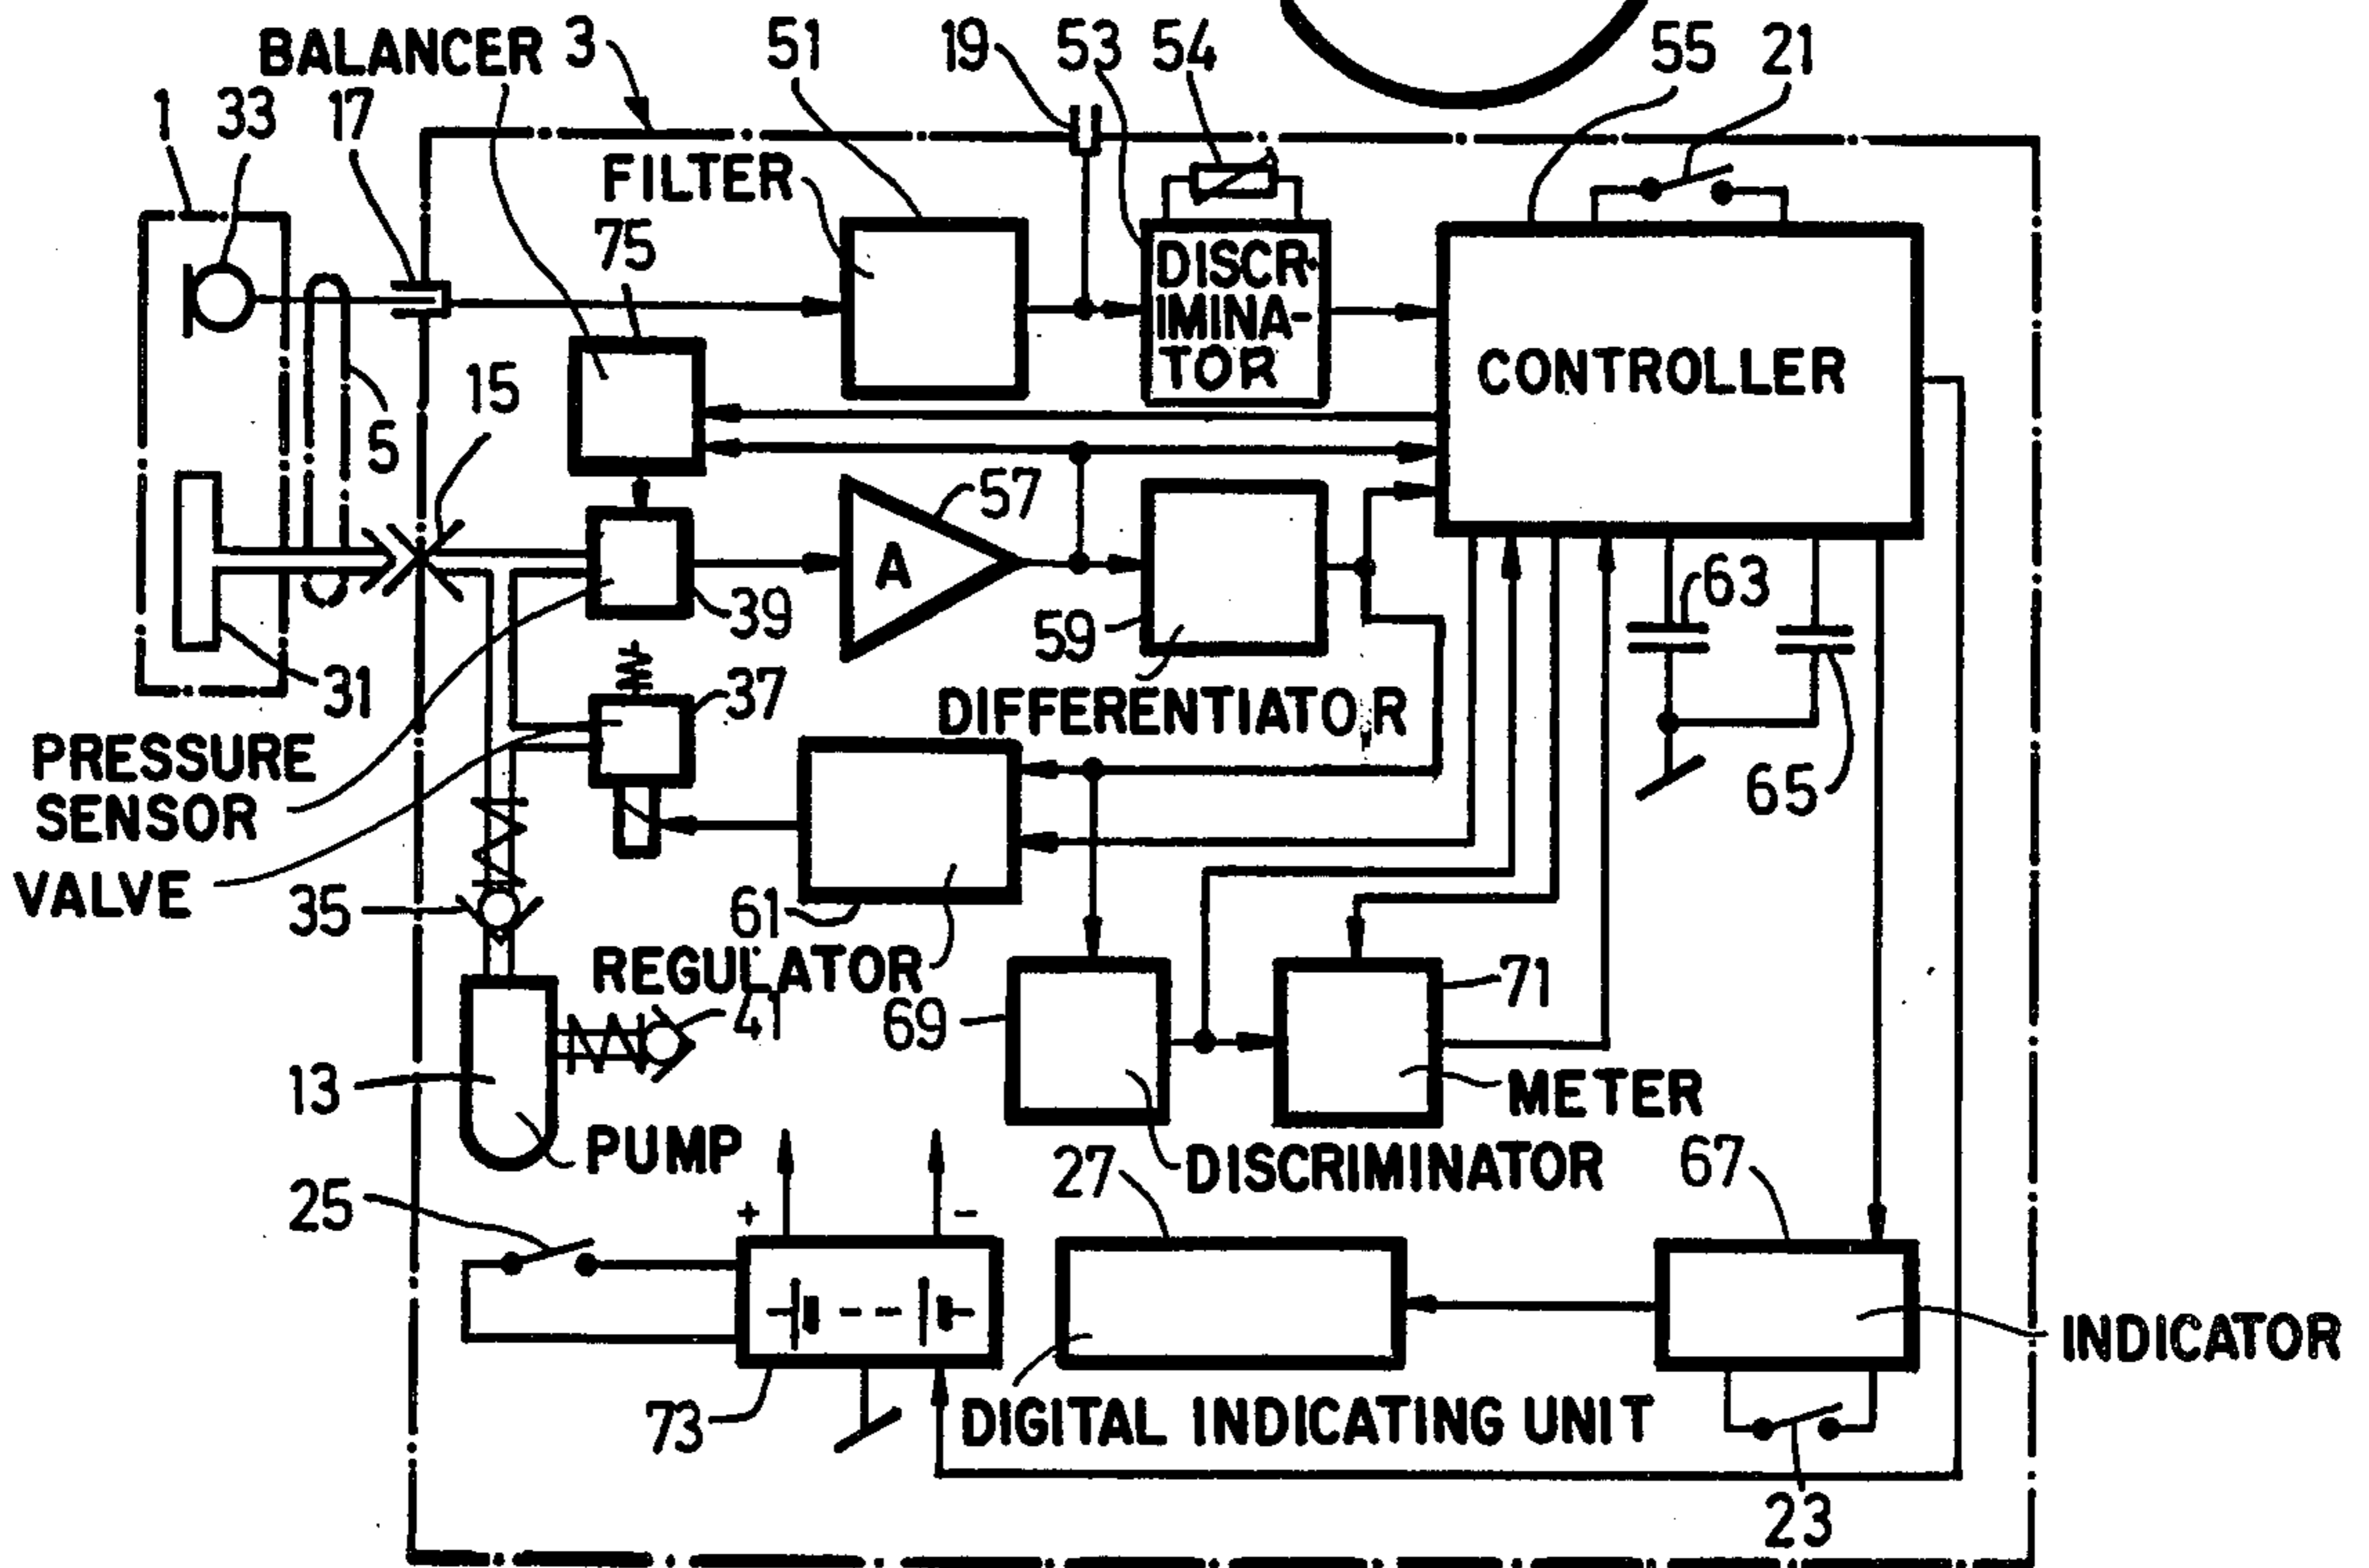 BALANCER 3
51
19
53
54
55
21
1
33
17
FILTER
75
DISCR-
IMINA-
TOR
CONTROLLER
15
5
57
A
39
59
63
31
37
DIFFERENTIATOR
PRESSURE
SENSOR
65
VALVE
35
61
REGULATOR
41
69
71
13
METER
PUMP
DISCRIMINATOR
27
67
25
+
-
INDICATOR
73
DIGITAL INDICATING UNIT
23